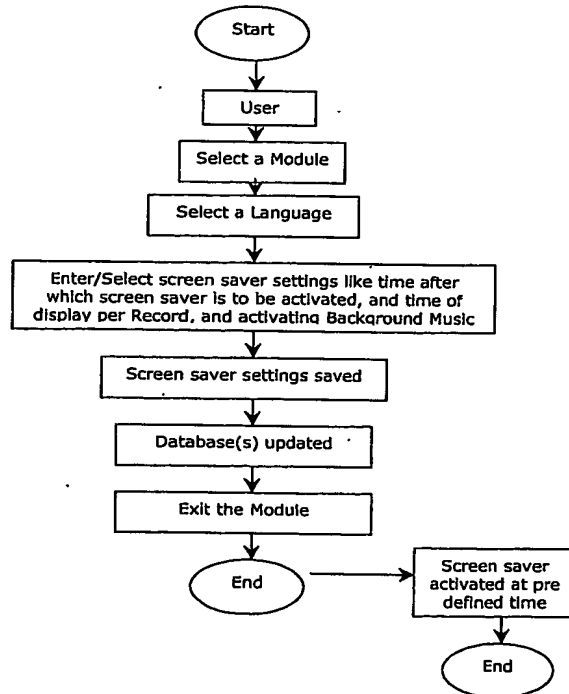 Start
User
Select a Module
Select a Language
Enter/Select screen saver settings like time after
which screen saver is to be activated, and time of
display per Record, and activating Background Music
Screen saver settings saved
Database(s) updated
Exit the Module
End
Screen saver
activated at pre
defined time
End